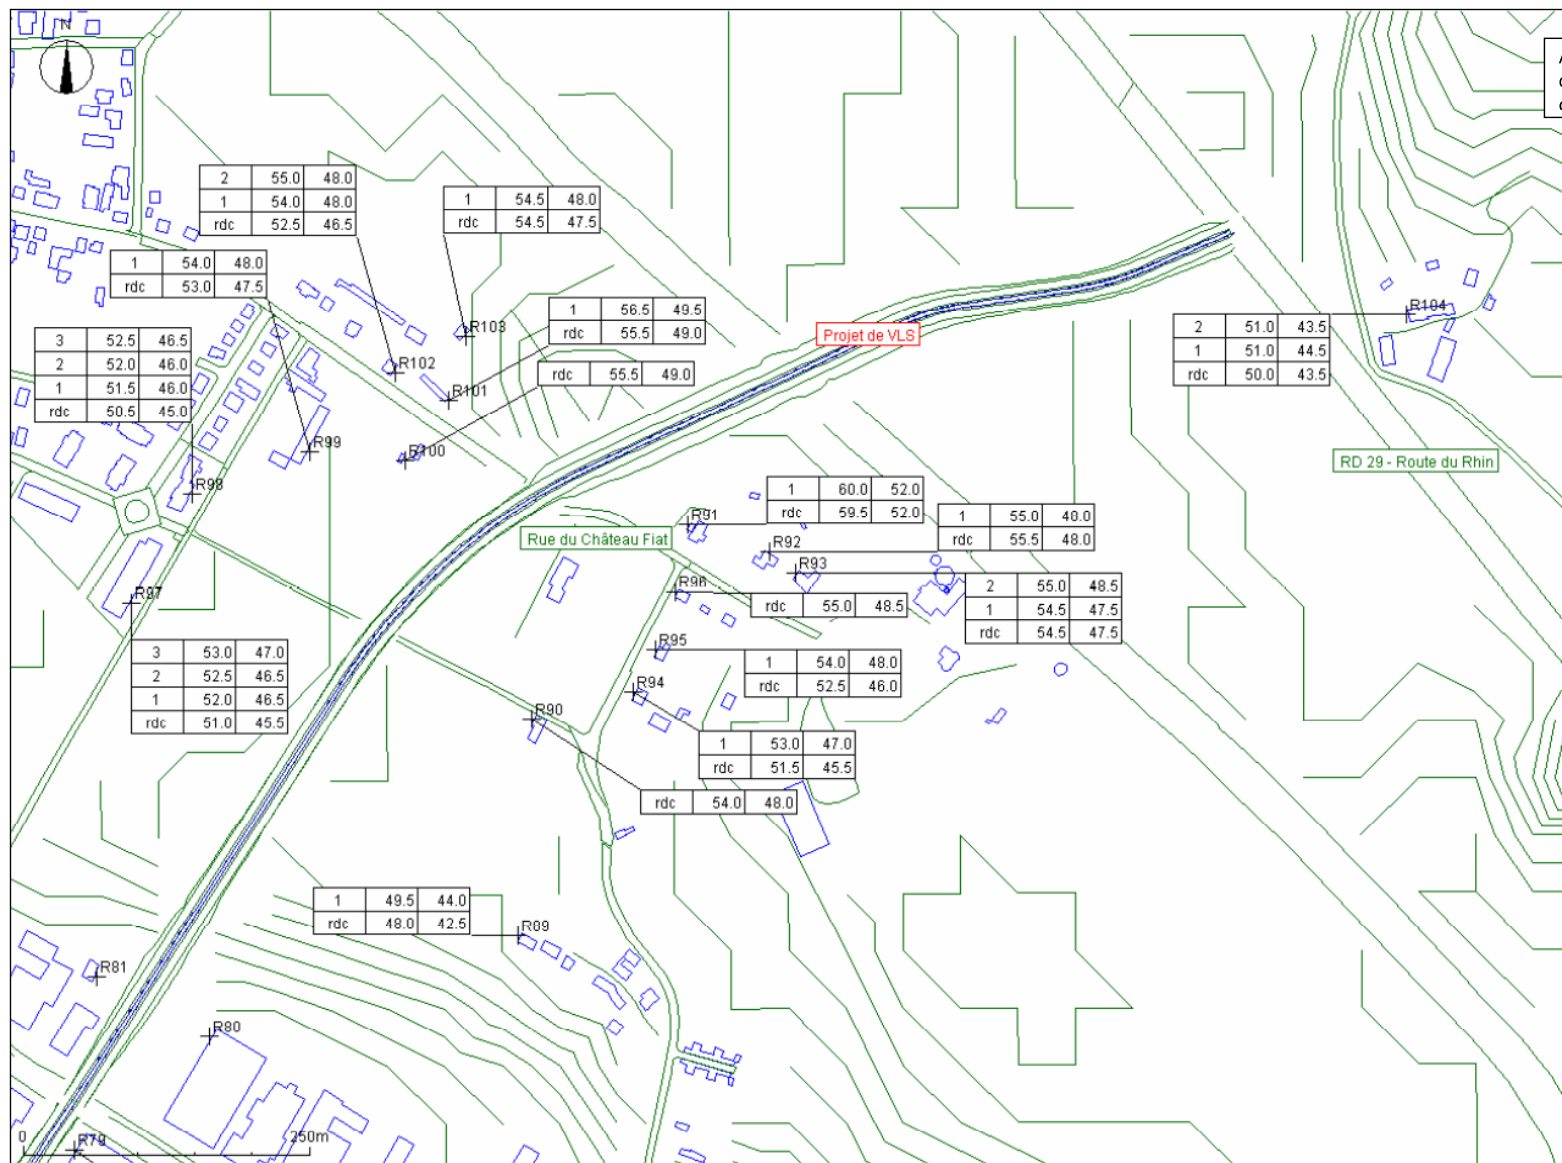 N
A
2 55.0 48.0
1 54.0 48.0
rdc 52.5 46.5
1 54.5 48.0
rdc 54.5 47.5
1 54.0 48.0
rdc 53.0 47.5
1 56.5 49.5
rdc 55.5 49.0
R104
R103
Projet de VLS
2 51.0 43.5
1 51.0 44.5
rdc 50.0 43.5
3 52.5 46.5
2 52.0 46.0
1 51.5 46.0
rdc 50.5 45.0
R102
rdc 55.5 49.0
R101
R99
R100
RD 29 - Route du Rhin
R98
1 60.0 52.0
rdc 59.5 52.0
R91
1 55.0 40.0
rdc 55.5 48.0
Rue du Château Fiat
R92
R93
2 55.0 48.5
1 54.5 47.5
rdc 54.5 47.5
R96
R97
rdc 55.0 48.5
R95
3 53.0 47.0
2 52.5 46.5
1 52.0 46.5
rdc 51.0 45.5
1 54.0 48.0
rdc 52.5 46.0
R94
R90
1 53.0 47.0
rdc 51.5 45.5
rdc 54.0 48.0
1 49.5 44.0
rdc 48.0 42.5
R09
R81
R80
R79
0 250m